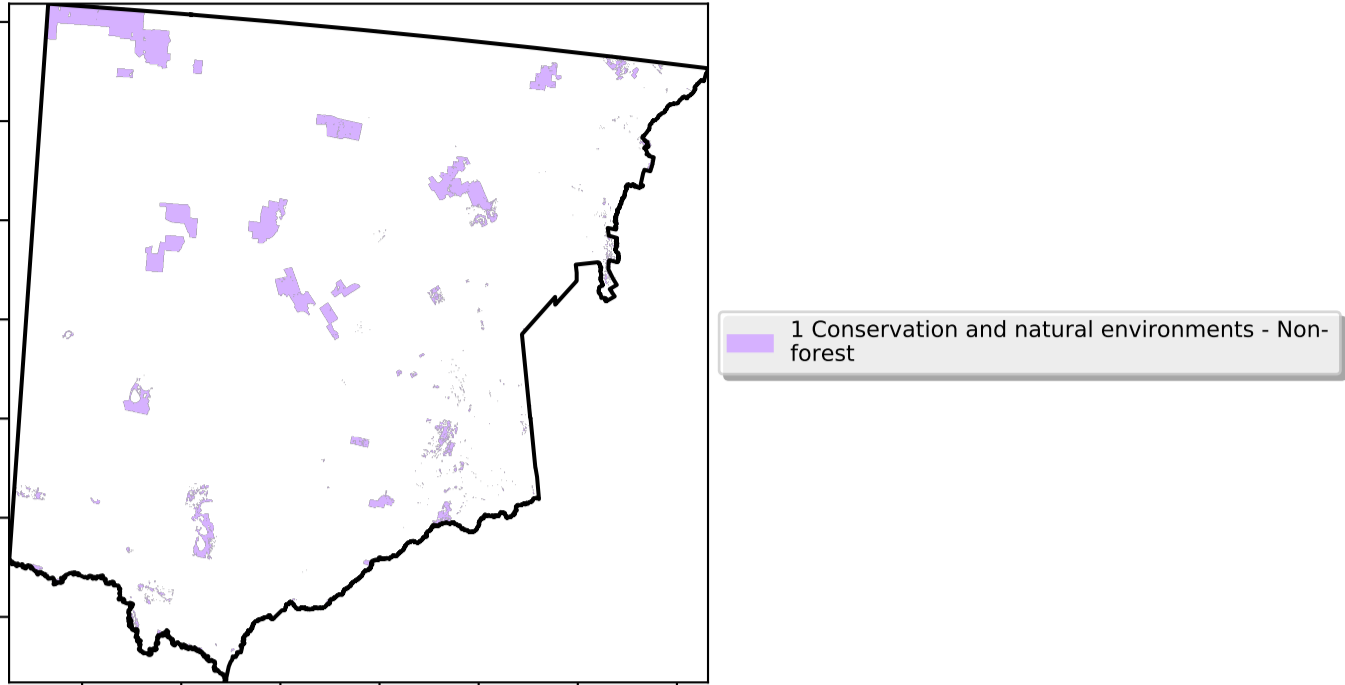 1 Conservation and natural environments - Non-
forest